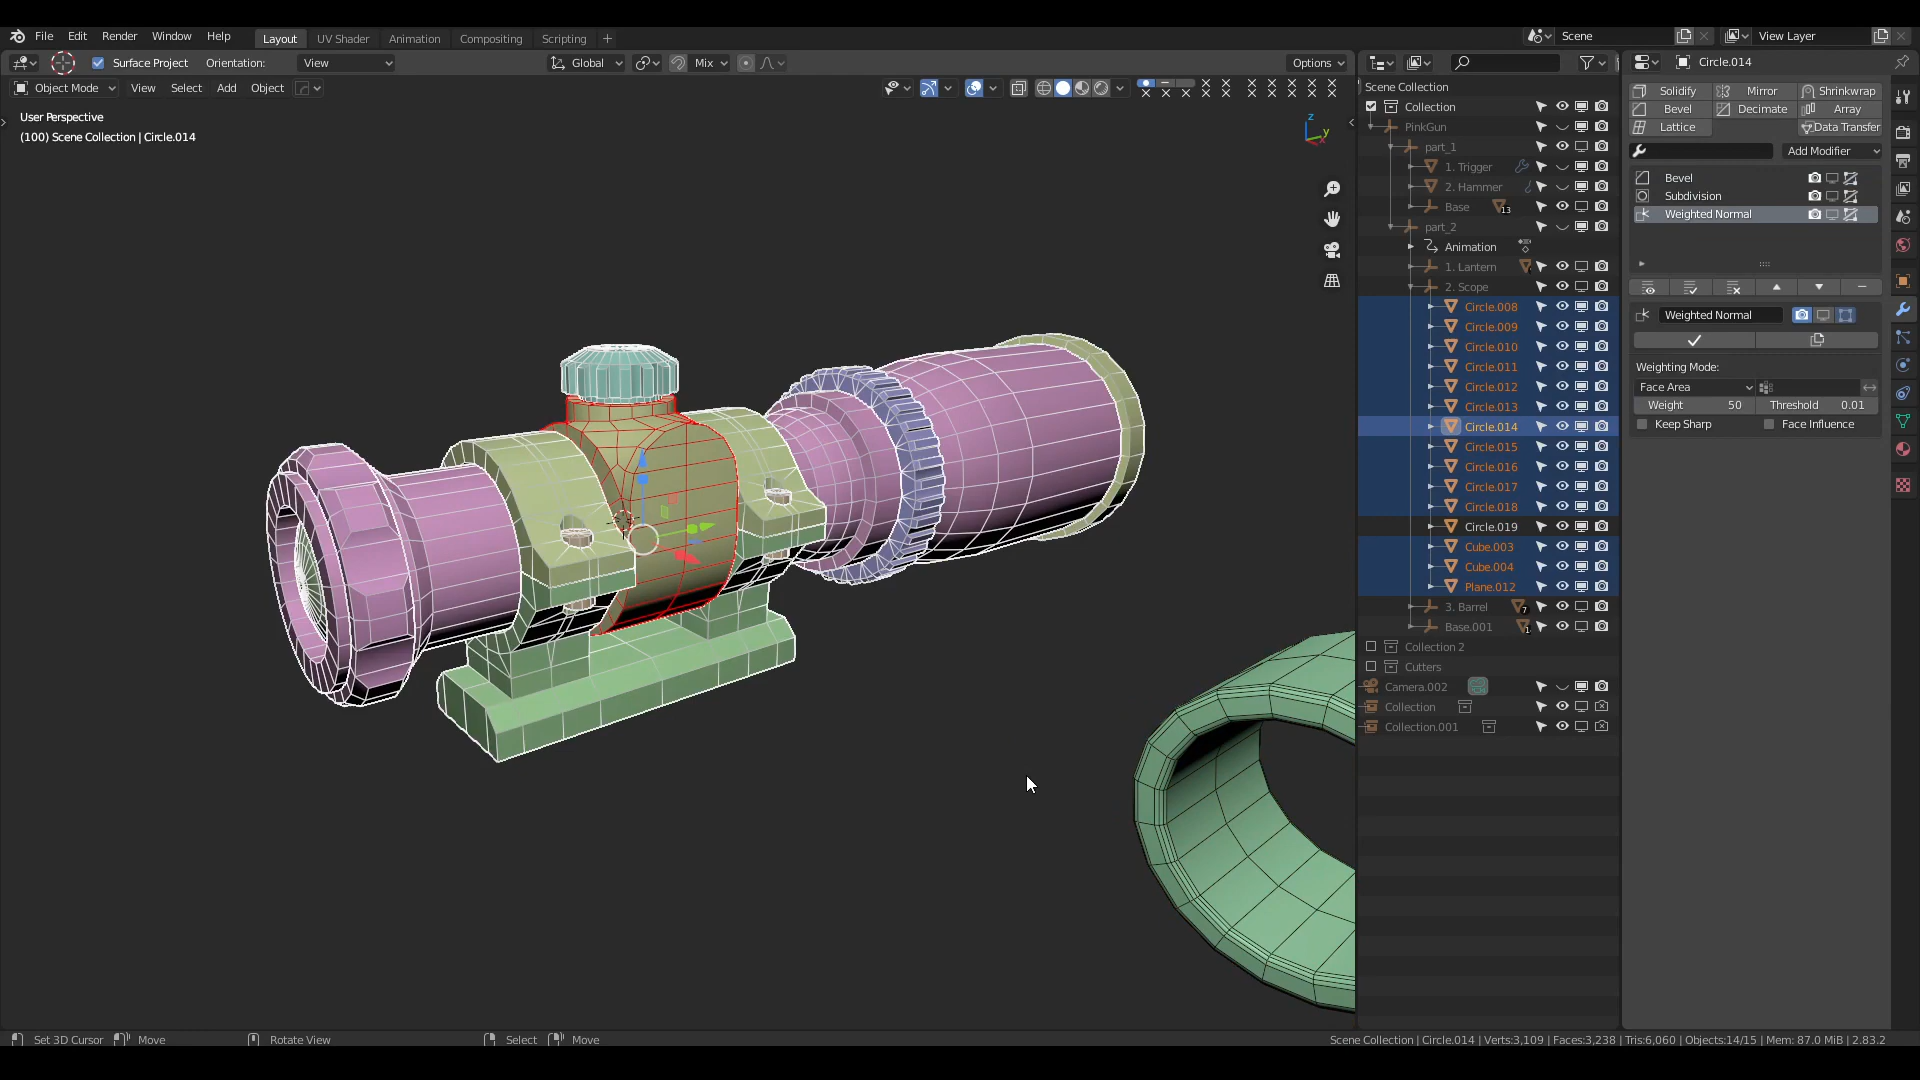 File Edit Render Window Help Layout UV Shader Animation Compositing Scripting + Scene View Layer
Surface Project Orientation: View Global Mix Options Circle.014
Object Mode View Select Add Object
User Perspective
(100) Scene Collection | Circle.014
z
y
Scene Collection
Collection
PinkGun
part_1
1. Trigger
2. Hammer
Base 13
part_2
Animation
1. Lantern
2. Scope
Circle.008
Circle.009
Circle.010
Circle.011
Circle.012
Circle.013
Circle.014
Circle.015
Circle.016
Circle.017
Circle.018
Circle.019
Cube.003
Cube.004
Plane.012
3. Barrel 7
Base.001 1
Collection 2
Cutters
Camera.002
Collection
Collection.001
Solidify Mirror Shrinkwrap
Bevel Decimate Array
Lattice Data Transfer
Add Modifier
Bevel
Subdivision
Weighted Normal
Weighted Normal
Weighting Mode:
Face Area
Weight 50 Threshold 0.01
Keep Sharp Face Influence
Set 3D Cursor Move Rotate View Select Move
Scene Collection | Circle.014 | Verts:3,109 | Faces:3,238 | Tris:6,060 | Objects:14/15 | Mem: 87.0 MiB | 2.83.2